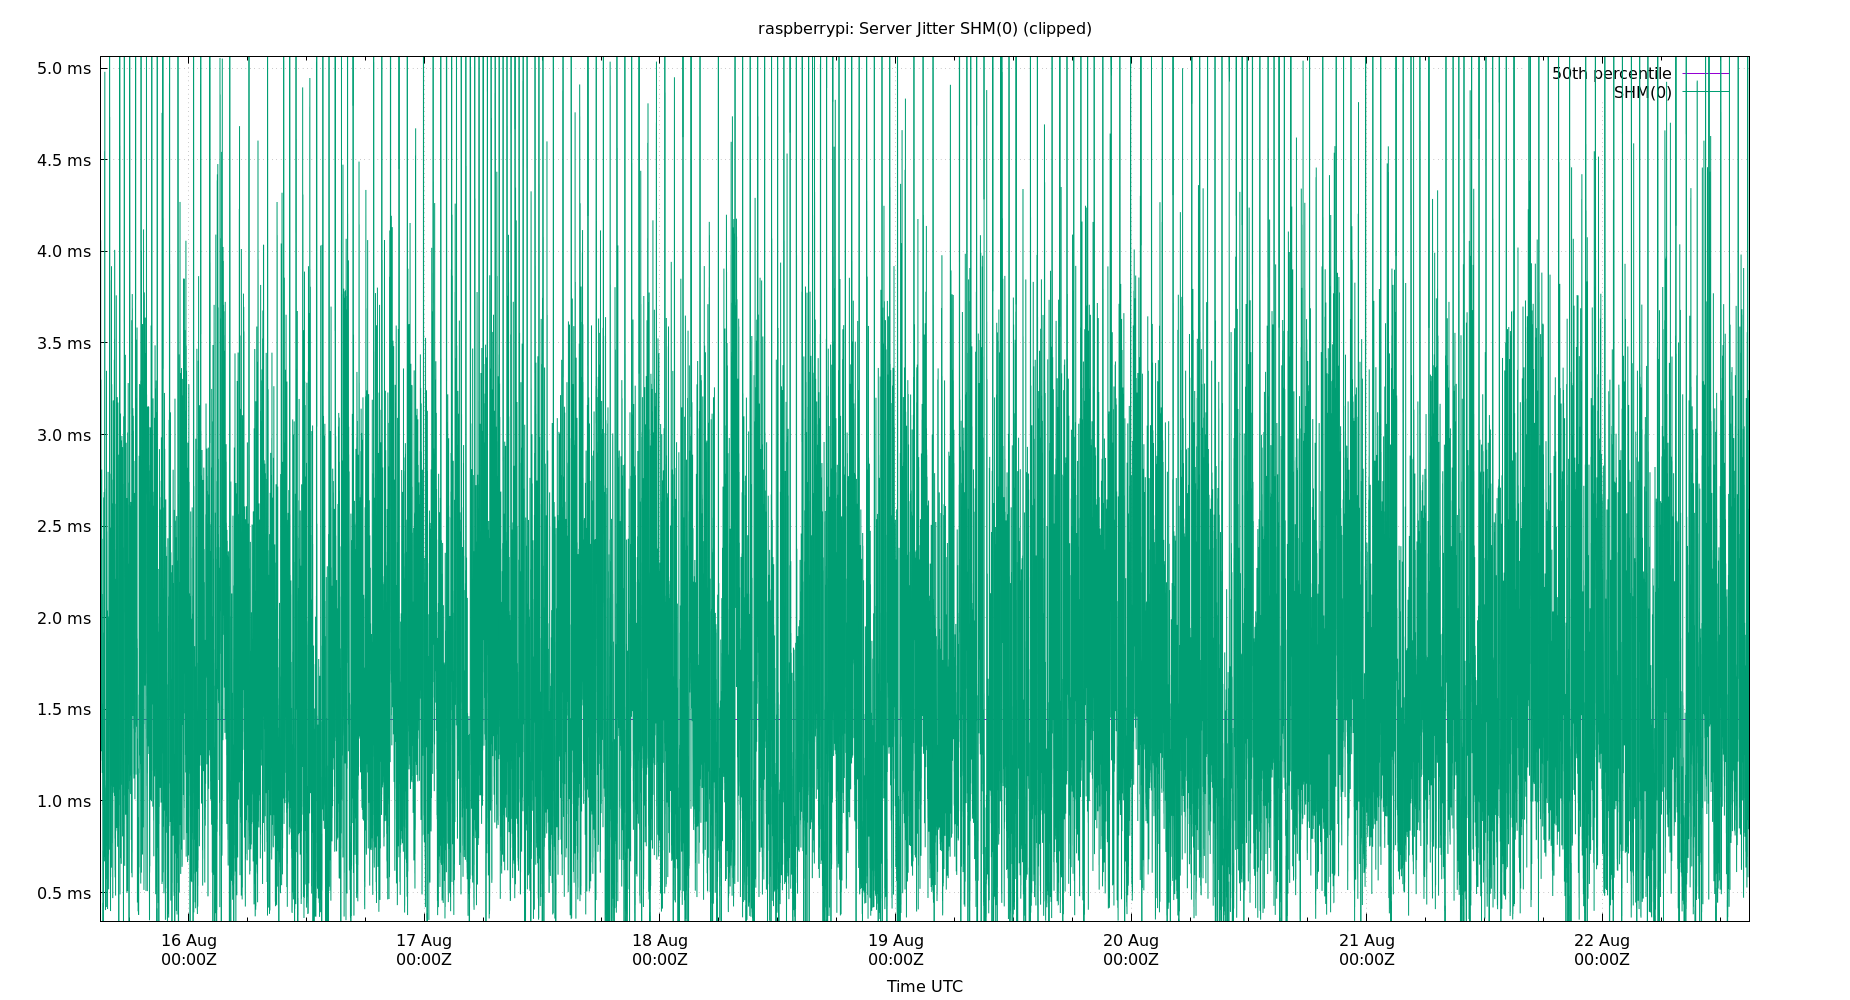 raspberrypi: Server Jitter SHM(0) (clipped)
5.0 ms
4.5 ms
4.0 ms
3.5 ms
3.0 ms
2.5 ms
2.0 ms
1.5 ms
1.0 ms
0.5 ms
50th percentile
SHM(0)
16 Aug
00:00Z
17 Aug
00:00Z
18 Aug
00:00Z
19 Aug
00:00Z
20 Aug
00:00Z
21 Aug
00:00Z
22 Aug
00:00Z
Time UTC